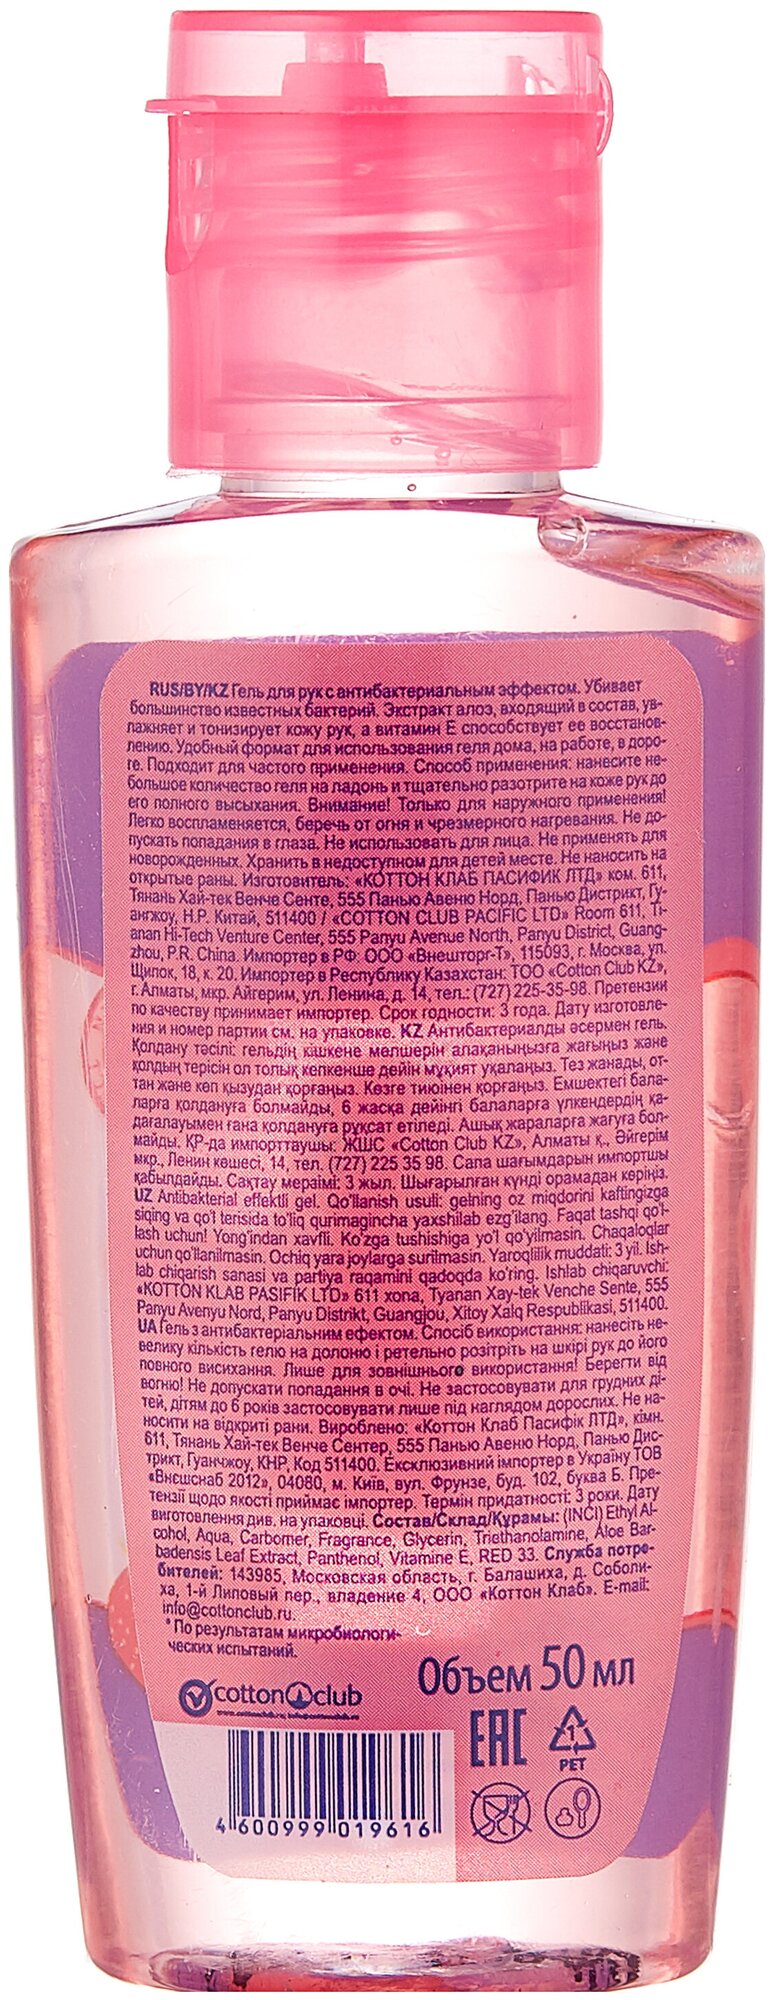 RUS/BY/KZ Гель для рук с антибактериальным эффектом. Убивает
большинство известных бактерий. Экстракт алоэ, входящий в состав, ув-
лажняет и тонизирует кожу рук, а витамин Е способствует ее восстанов-
лению. Удобный формат для использования геля дома, на работе, в доро-
ге. Подходит для частого применения. Способ применения: нанесите не-
большое количество геля на ладонь и тщательно разотрите на коже рук до
его полного высыхания. Внимание! Только для наружного применения!
Легко воспламеняется, беречь от огня и чрезмерного нагревания. Не до-
пускать попадания в глаза. Не использовать для лица. Не применять для
новорожденных. Хранить в недоступном для детей месте. Не наносить на
открытые раны. Изготовитель: «КОТТОН КЛАБ ПАСИФИК ЛТД» ком. 611,
Тянань Хай-тек Венче Сенте, 555 Панью Авеню Норд, Панью Дистрикт, Гу-
ангжоу, Н.Р. Китай, 511400 / «COTTON CLUB PACIFIC LTD» Room 611, Ti-
anan Hi-Tech Venture Center, 555 Panyu Avenue North, Panyu District, Guang-
zhou, P.R. China. Импортер в РФ: ООО «Внешторг-Т», 115093, г. Москва, ул.
Щипок, 18, к. 20. Импортер в Республику Казахстан: ТОО «Cotton Club KZ»,
г. Алматы, мкр. Айгерим, ул. Ленина, д. 14, тел.: (727) 225-35-98. Претензии
по качеству принимает импортер. Срок годности: 3 года. Дату изготовле-
ния и номер партии см. на упаковке. KZ Антибактериалды әсермен гель.
Қолдану тәсілі: гельдің кішкене мөлшерін алақаныңызға жағыңыз және
қолдың терісін ол толық кепкенше дейін мұқият уқалаңыз. Тез жанады, от-
тан және көп қызудан қорғаңыз. Көзге тиюінен қорғаңыз. Емшектегі бала-
ларға қолдануға болмайды, 6 жасқа дейінгі балаларға үлкендердің қа-
дағалауымен ғана қолдануға рұқсат етіледі. Ашық жараларға жағуға бол-
майды. ҚР-да импорттаушы: ЖШС «Cotton Club KZ», Алматы қ., Әйгерім
мкр., Ленин көшесі, 14, тел. (727) 225 35 98. Сапа шағымдарын импортшы
қабылдайды. Сақтау мерзімі: 3 жыл. Шығарылған күнді орамадан көріңіз.
UZ Antibakterial effektli gel. Qo'llanish usuli: gelning oz miqdorini kaftingizga
siqing va qo'l terisida to'liq qurimagincha yaxshilab ezg'ilang. Faqat tashqi qo'l-
lash uchun! Yong'indan xavfli. Ko'zga tushishiga yo'l qo'yilmasin. Chaqaloqlar
uchun qo'llanilmasin. Ochiq yara joylarga surilmasin. Yaroqlilik muddati: 3 yil. Ish-
lab chiqarish sanasi va partiya raqamini qadoqda ko'ring. Ishlab chiqaruvchi:
«KOTTON KLAB PASIFIK LTD» 611 xona, Tyanan Xay-tek Venche Sente, 555
Panyu Avenyu Nord, Panyu Distrikt, Guangjou, Xitoy Xalq Respublikasi, 511400.
UA Гель з антибактеріальним ефектом. Спосіб використання: нанесіть не-
велику кількість гелю на долоню і ретельно розітріть на шкірі рук до його
повного висихання. Лише для зовнішнього використання! Берегти від
вогню! Не допускати попадання в очі. Не застосовувати для грудних ді-
тей, дітям до 6 років застосовувати лише під наглядом дорослих. Не на-
носити на відкриті рани. Вироблено: «Коттон Клаб Пасифік ЛТД», кімн.
611, Тянань Хай-тек Венче Сентер, 555 Панью Авеню Норд, Панью Дис-
трикт, Гуанчжоу, КНР, Код 511400. Ексклюзивний імпортер в Україну ТОВ
«Внєшснаб 2012», 04080, м. Київ, вул. Фрунзе, буд. 102, буква Б. Пре-
тензії щодо якості приймає імпортер. Термін придатності: 3 роки. Дату
виготовлення див. на упаковці. Состав/Склад/Құрамы: (INCI) Ethyl Al-
cohol, Aqua, Carbomer, Fragrance, Glycerin, Triethanolamine, Aloe Bar-
badensis Leaf Extract, Panthenol, Vitamine E, RED 33. Служба потре-
бителей: 143985, Московская область, г. Балашиха, д. Соболи-
ха, 1-й Липовый пер., владение 4, ООО «Коттон Клаб». E-mail:
info@cottonclub.ru.
* По результатам микробиологи-
ческих испытаний.
Объем 50 мл
cotton club
www.cottonclub.ru, info@cottonclub.ru
EAC
1
PET
4 600999 019616